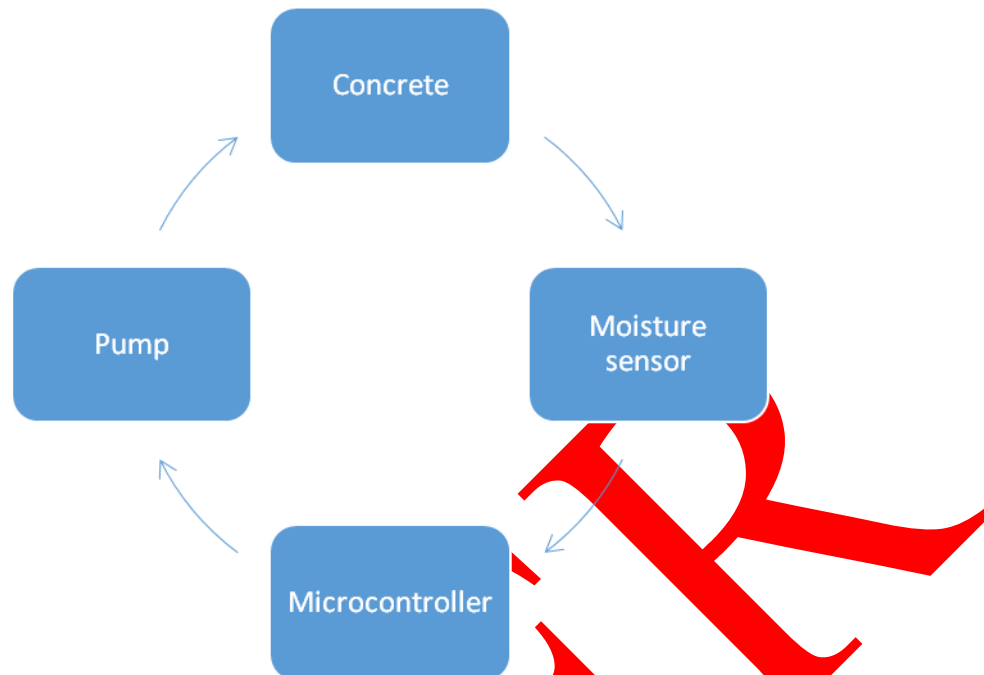 Concrete
Moisture
sensor
Microcontroller
Pump
R